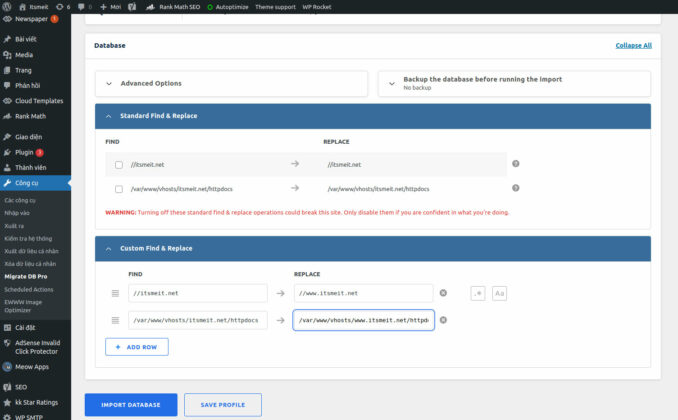 Itsmeit 6 0 Mới Rank Math SEO Autoptimize Theme support WP Rocket
Newspaper 1
Bài viết
Media
Trang
Phản hồi
Cloud Templates
Rank Math
Giao diện
Plugin 3
Thành viên
Công cụ
Các công cụ
Nhập vào
Xuất ra
Kiểm tra hệ thống
Xuất dữ liệu cá nhân
Xóa dữ liệu cá nhân
Migrate DB Pro
Scheduled Actions
EWWW Image
Optimizer
Cài đặt
AdSense Invalid
Click Protector
Meow Apps
SEO
kk Star Ratings
WP SMTP
Database
Collapse All
Advanced Options
Backup the database before running the import
No backup
Standard Find & Replace
FIND REPLACE
//itsmeit.net //itsmeit.net
/var/www/vhosts/itsmeit.net/httpdocs /var/www/vhosts/itsmeit.net/httpdocs
WARNING: Turning off these standard find & replace operations could break this site. Only disable them if you are confident in what you're doing.
Custom Find & Replace
FIND REPLACE
//itsmeit.net //www.itsmeit.net .* Aa
/var/www/vhosts/itsmeit.net/httpdocs /var/www/vhosts/www.itsmeit.net/httpdo
+ ADD ROW
IMPORT DATABASE
SAVE PROFILE